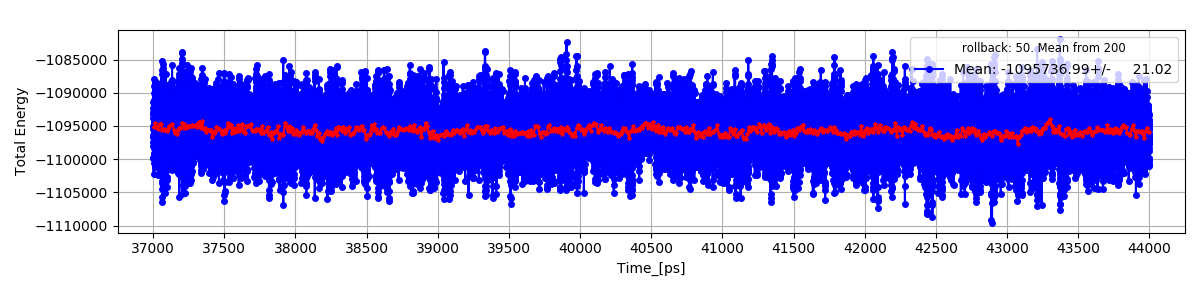 rollback: 50. Mean from 200
Mean: -1095736.99+/- 21.02
Total Energy
−1085000
−1090000
−1095000
−1100000
−1105000
−1110000
37000 37500 38000 38500 39000 39500 40000 40500 41000 41500 42000 42500 43000 43500 44000
Time_[ps]